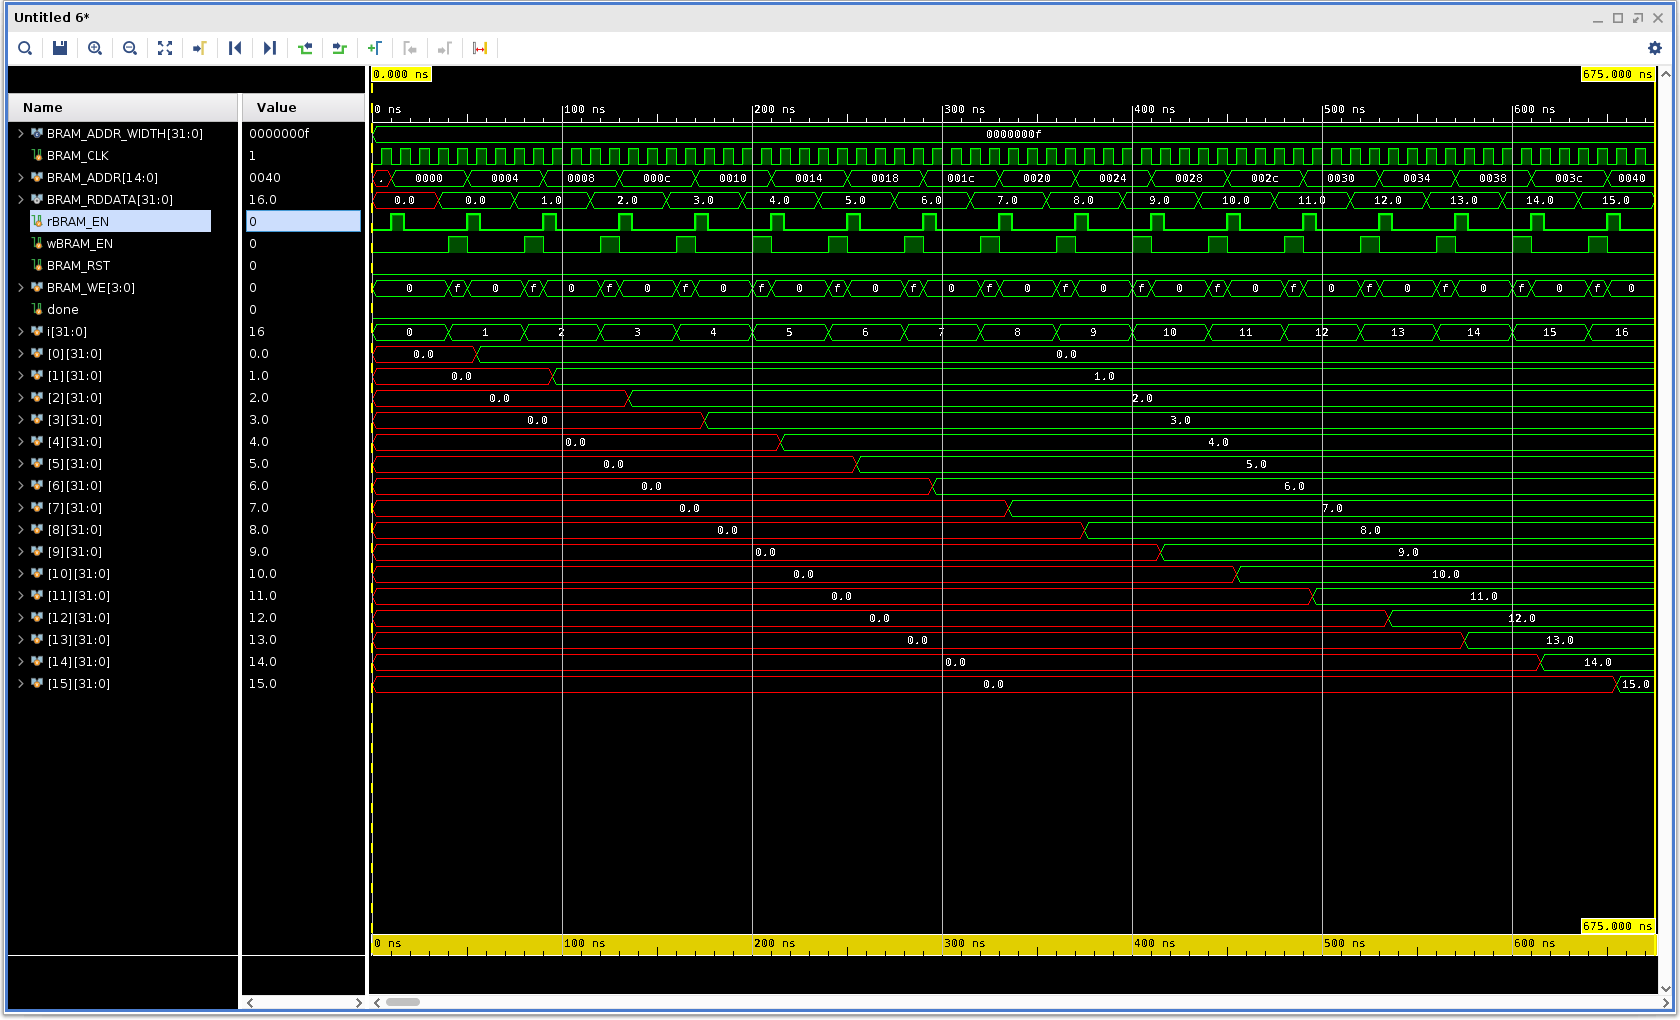 Untitled 6*
0.000 ns 675.000 ns
Name Value
0 ns 100 ns 200 ns 300 ns 400 ns 500 ns 600 ns
BRAM_ADDR_WIDTH[31:0] 0000000f 0000000f
BRAM_CLK 1
BRAM_ADDR[14:0] 0040 . 0000 0004 0008 000c 0010 0014 0018 001c 0020 0024 0028 002c 0030 0034 0038 003c 0040
BRAM_RDDATA[31:0] 16.0 0.0 0.0 1.0 2.0 3.0 4.0 5.0 6.0 7.0 8.0 9.0 10.0 11.0 12.0 13.0 14.0 15.0
rBRAM_EN 0
wBRAM_EN 0
BRAM_RST 0
BRAM_WE[3:0] 0 0 f 0 f 0 f 0 f 0 f 0 f 0 f 0 f 0 f 0 f 0 f 0 f 0 f 0 f 0 f 0 f 0
done 0
i[31:0] 16 0 1 2 3 4 5 6 7 8 9 10 11 12 13 14 15 16
[0][31:0] 0.0 0.0 0.0
[1][31:0] 1.0 0.0 1.0
[2][31:0] 2.0 0.0 2.0
[3][31:0] 3.0 0.0 3.0
[4][31:0] 4.0 0.0 4.0
[5][31:0] 5.0 0.0 5.0
[6][31:0] 6.0 0.0 6.0
[7][31:0] 7.0 0.0 7.0
[8][31:0] 8.0 0.0 8.0
[9][31:0] 9.0 0.0 9.0
[10][31:0] 10.0 0.0 10.0
[11][31:0] 11.0 0.0 11.0
[12][31:0] 12.0 0.0 12.0
[13][31:0] 13.0 0.0 13.0
[14][31:0] 14.0 0.0 14.0
[15][31:0] 15.0 0.0 15.0
675.000 ns
0 ns 100 ns 200 ns 300 ns 400 ns 500 ns 600 ns